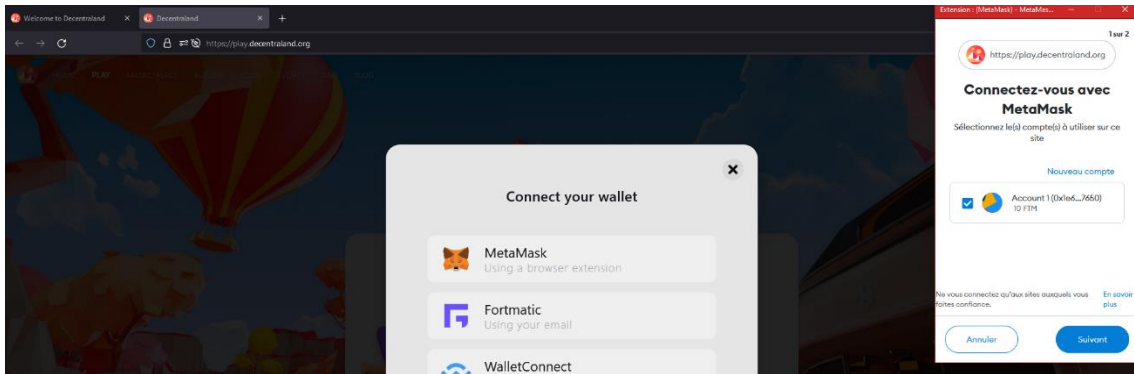 Welcome to Decentraland
Decentraland
https://play.decentraland.org
PLAY
BLOG
Connect your wallet
MetaMask
Using a browser extension
Fortmatic
Using your email
WalletConnect
Extension : (MetaMask) - MetaMas...
1 sur 2
https://play.decentraland.org
Connectez-vous avec
MetaMask
Sélectionnez le(s) compte(s) à utiliser sur ce
site
Nouveau compte
Account 1 (0x1e6...7650)
10 FTM
Ne vous connectez qu'aux sites auxquels vous
faites confiance.
En savoir
plus
Annuler
Suivant